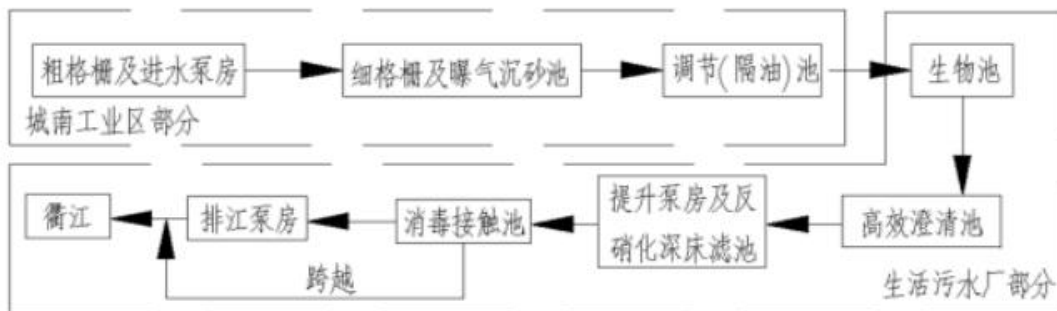 粗格栅及进水泵房
细格栅及曝气沉砂池
调节(隔油)池
生物池
城南工业区部分
衢江
排江泵房
消毒接触池
提升泵房及反
硝化深床滤池
高效澄清池
跨越
生活污水厂部分